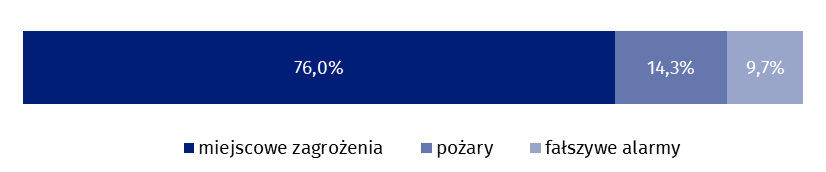 76,0% 14,3% 9,7%
miejscowe zagrożenia pożary fałszywe alarmy